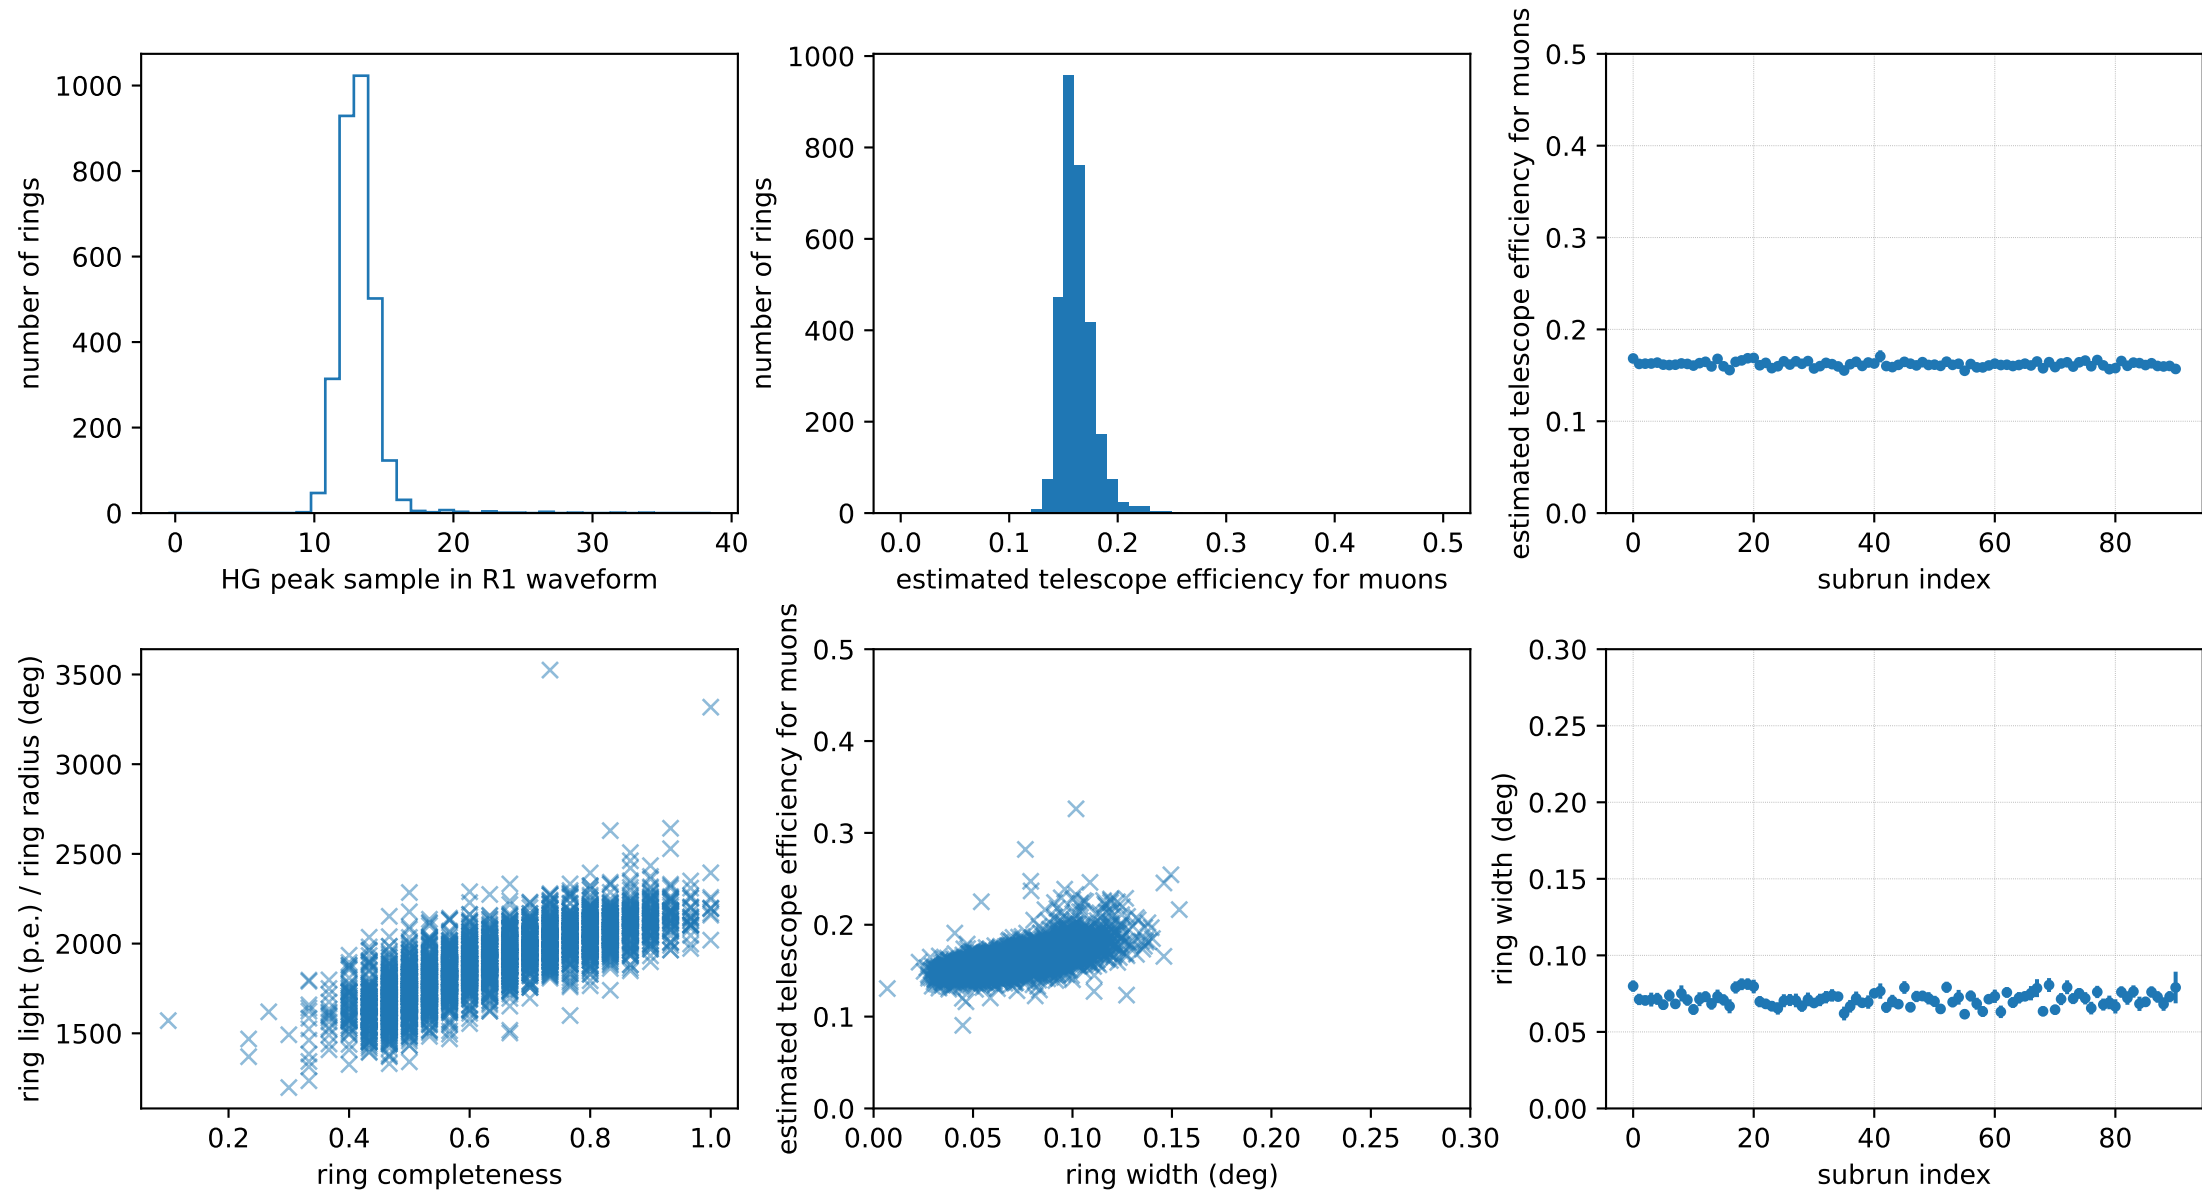 number of rings
1000
800
600
400
200
0
0 10 20 30 40
HG peak sample in R1 waveform
number of rings
1000
800
600
400
200
0
0.0 0.1 0.2 0.3 0.4 0.5
estimated telescope efficiency for muons
estimated telescope efficiency for muons
0.5
0.4
0.3
0.2
0.1
0.0
0 20 40 60 80
subrun index
ring light (p.e.) / ring radius (deg)
3500
3000
2500
2000
1500
0.2 0.4 0.6 0.8 1.0
ring completeness
estimated telescope efficiency for muons
0.5
0.4
0.3
0.2
0.1
0.0
0.00 0.05 0.10 0.15 0.20 0.25 0.30
ring width (deg)
ring width (deg)
0.30
0.25
0.20
0.15
0.10
0.05
0.00
0 20 40 60 80
subrun index